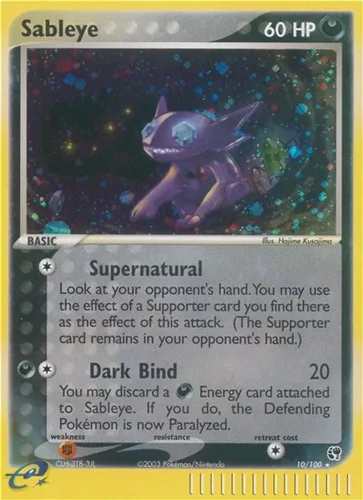 Sableye 60 HP
BASIC Illus. Hajime Kusajima
Supernatural
Look at your opponent's hand. You may use
the effect of a Supporter card you find there
as the effect of this attack. (The Supporter
card remains in your opponent's hand.)
Dark Bind 20
You may discard a Energy card attached
to Sableye. If you do, the Defending
Pokémon is now Paralyzed.
weakness resistance retreat cost
©2003 Pokémon/Nintendo 10/100 ★
e